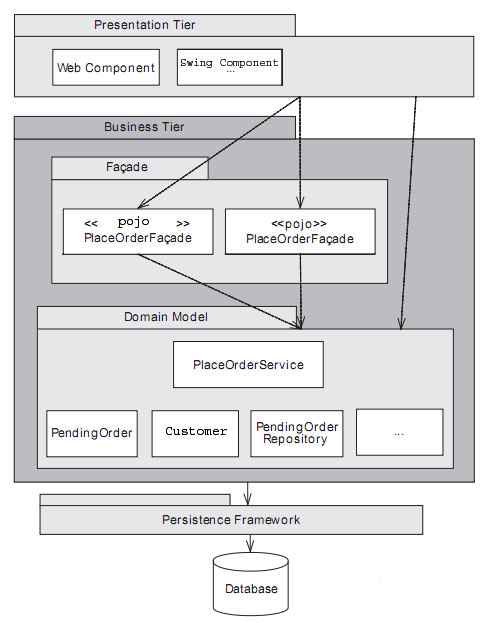 Presentation Tier
Web Component
Swing Component
...
Business Tier
Façade
<< pojo >>
PlaceOrderFaçade
<<pojo>>
PlaceOrderFaçade
Domain Model
PlaceOrderService
PendingOrder
Customer
PendingOrder
Repository
...
Persistence Framework
Database